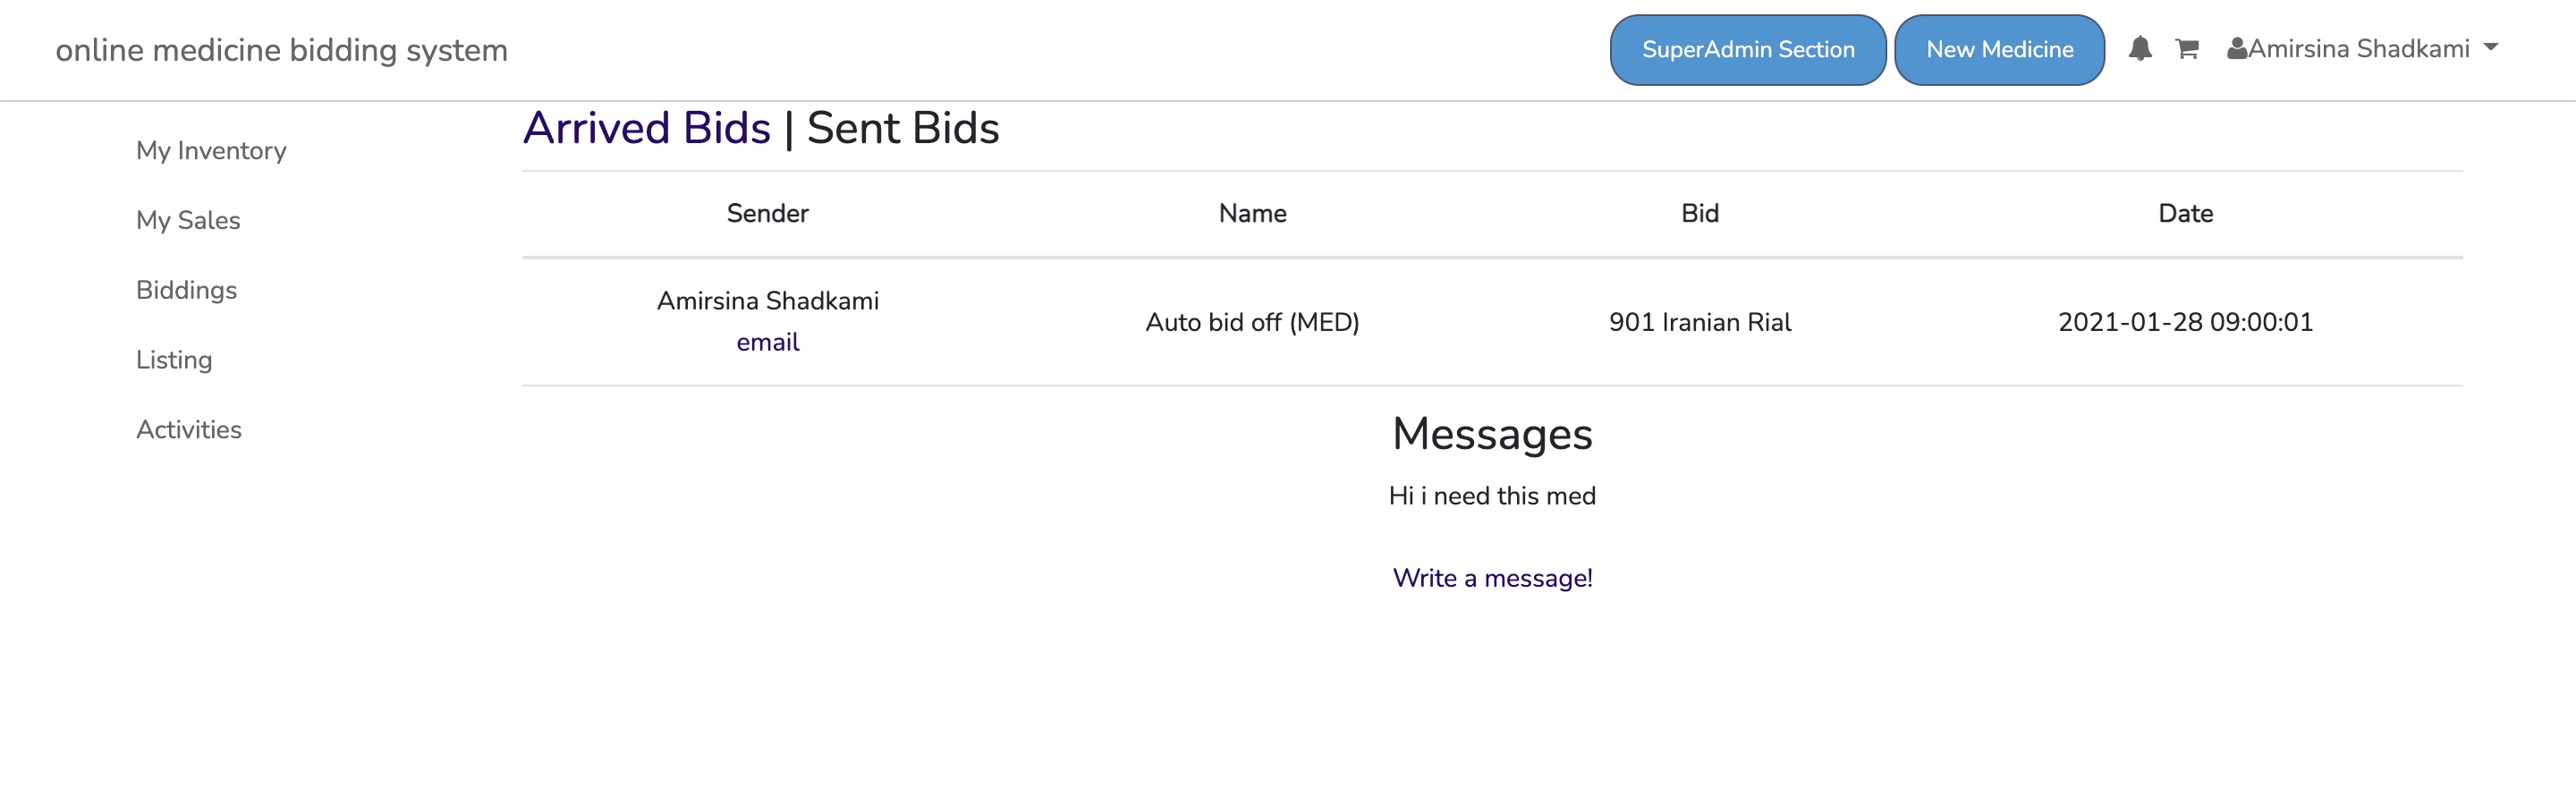 online medicine bidding system
SuperAdmin Section
New Medicine
Amirsina Shadkami
My Inventory
My Sales
Biddings
Listing
Activities
Arrived Bids | Sent Bids
Sender Name Bid Date
Amirsina Shadkami
email
Auto bid off (MED)
901 Iranian Rial
2021-01-28 09:00:01
Messages
Hi i need this med
Write a message!